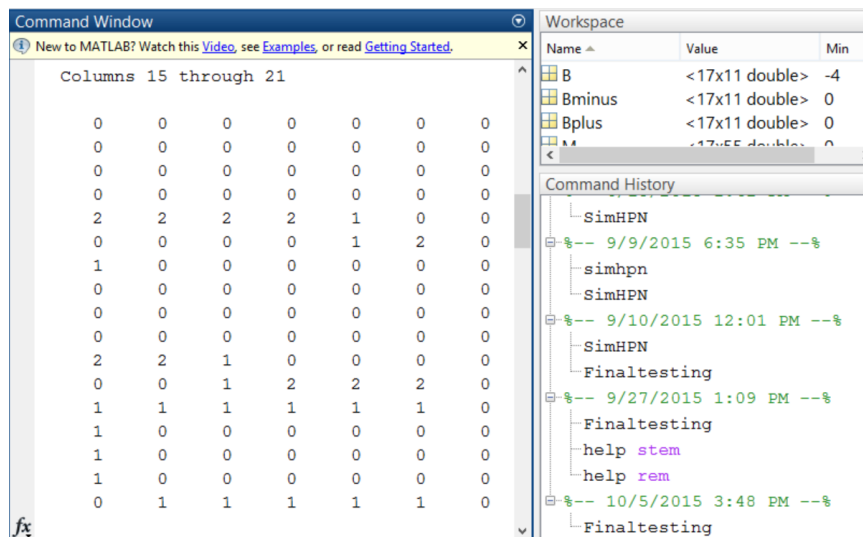 Command Window
New to MATLAB? Watch this Video, see Examples, or read Getting Started.
Columns 15 through 21
0 0 0 0 0 0 0
0 0 0 0 0 0 0
0 0 0 0 0 0 0
0 0 0 0 0 0 0
2 2 2 2 1 0 0
0 0 0 0 1 2 0
1 0 0 0 0 0 0
0 0 0 0 0 0 0
0 0 0 0 0 0 0
0 0 0 0 0 0 0
2 2 1 0 0 0 0
0 0 1 2 2 2 0
1 1 1 1 1 1 0
1 0 0 0 0 0 0
1 0 0 0 0 0 0
1 0 0 0 0 0 0
0 1 1 1 1 1 0
fx
Workspace
Name Value Min
B <17x11 double> -4
Bminus <17x11 double> 0
Bplus <17x11 double> 0
M <17x55 double> 0
Command History
SimHPN
%-- 9/9/2015 6:35 PM --%
simhpn
SimHPN
%-- 9/10/2015 12:01 PM --%
SimHPN
Finaltesting
%-- 9/27/2015 1:09 PM --%
Finaltesting
help stem
help rem
%-- 10/5/2015 3:48 PM --%
Finaltesting